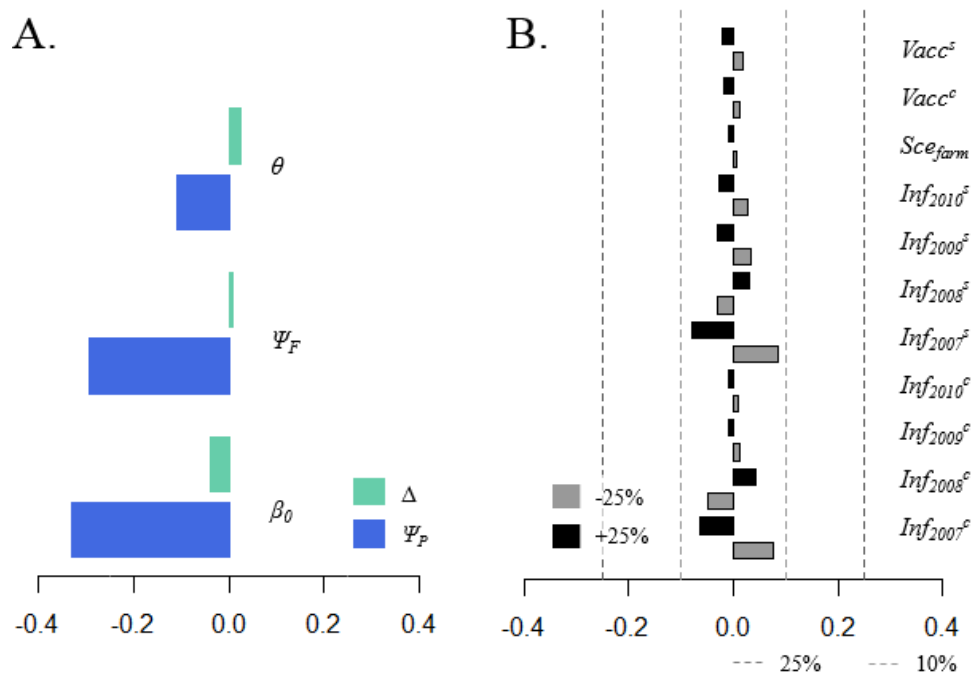 A.
θ
Ψ_F
β_0
Δ
Ψ_P
-0.4 -0.2 0.0 0.2 0.4
B.
Vacc^s
Vacc^c
Sce_farm
Inf_2010^s
Inf_2009^s
Inf_2008^s
Inf_2007^s
Inf_2010^c
Inf_2009^c
Inf_2008^c
Inf_2007^c
-25%
+25%
-0.4 -0.2 0.0 0.2 0.4
25% 10%